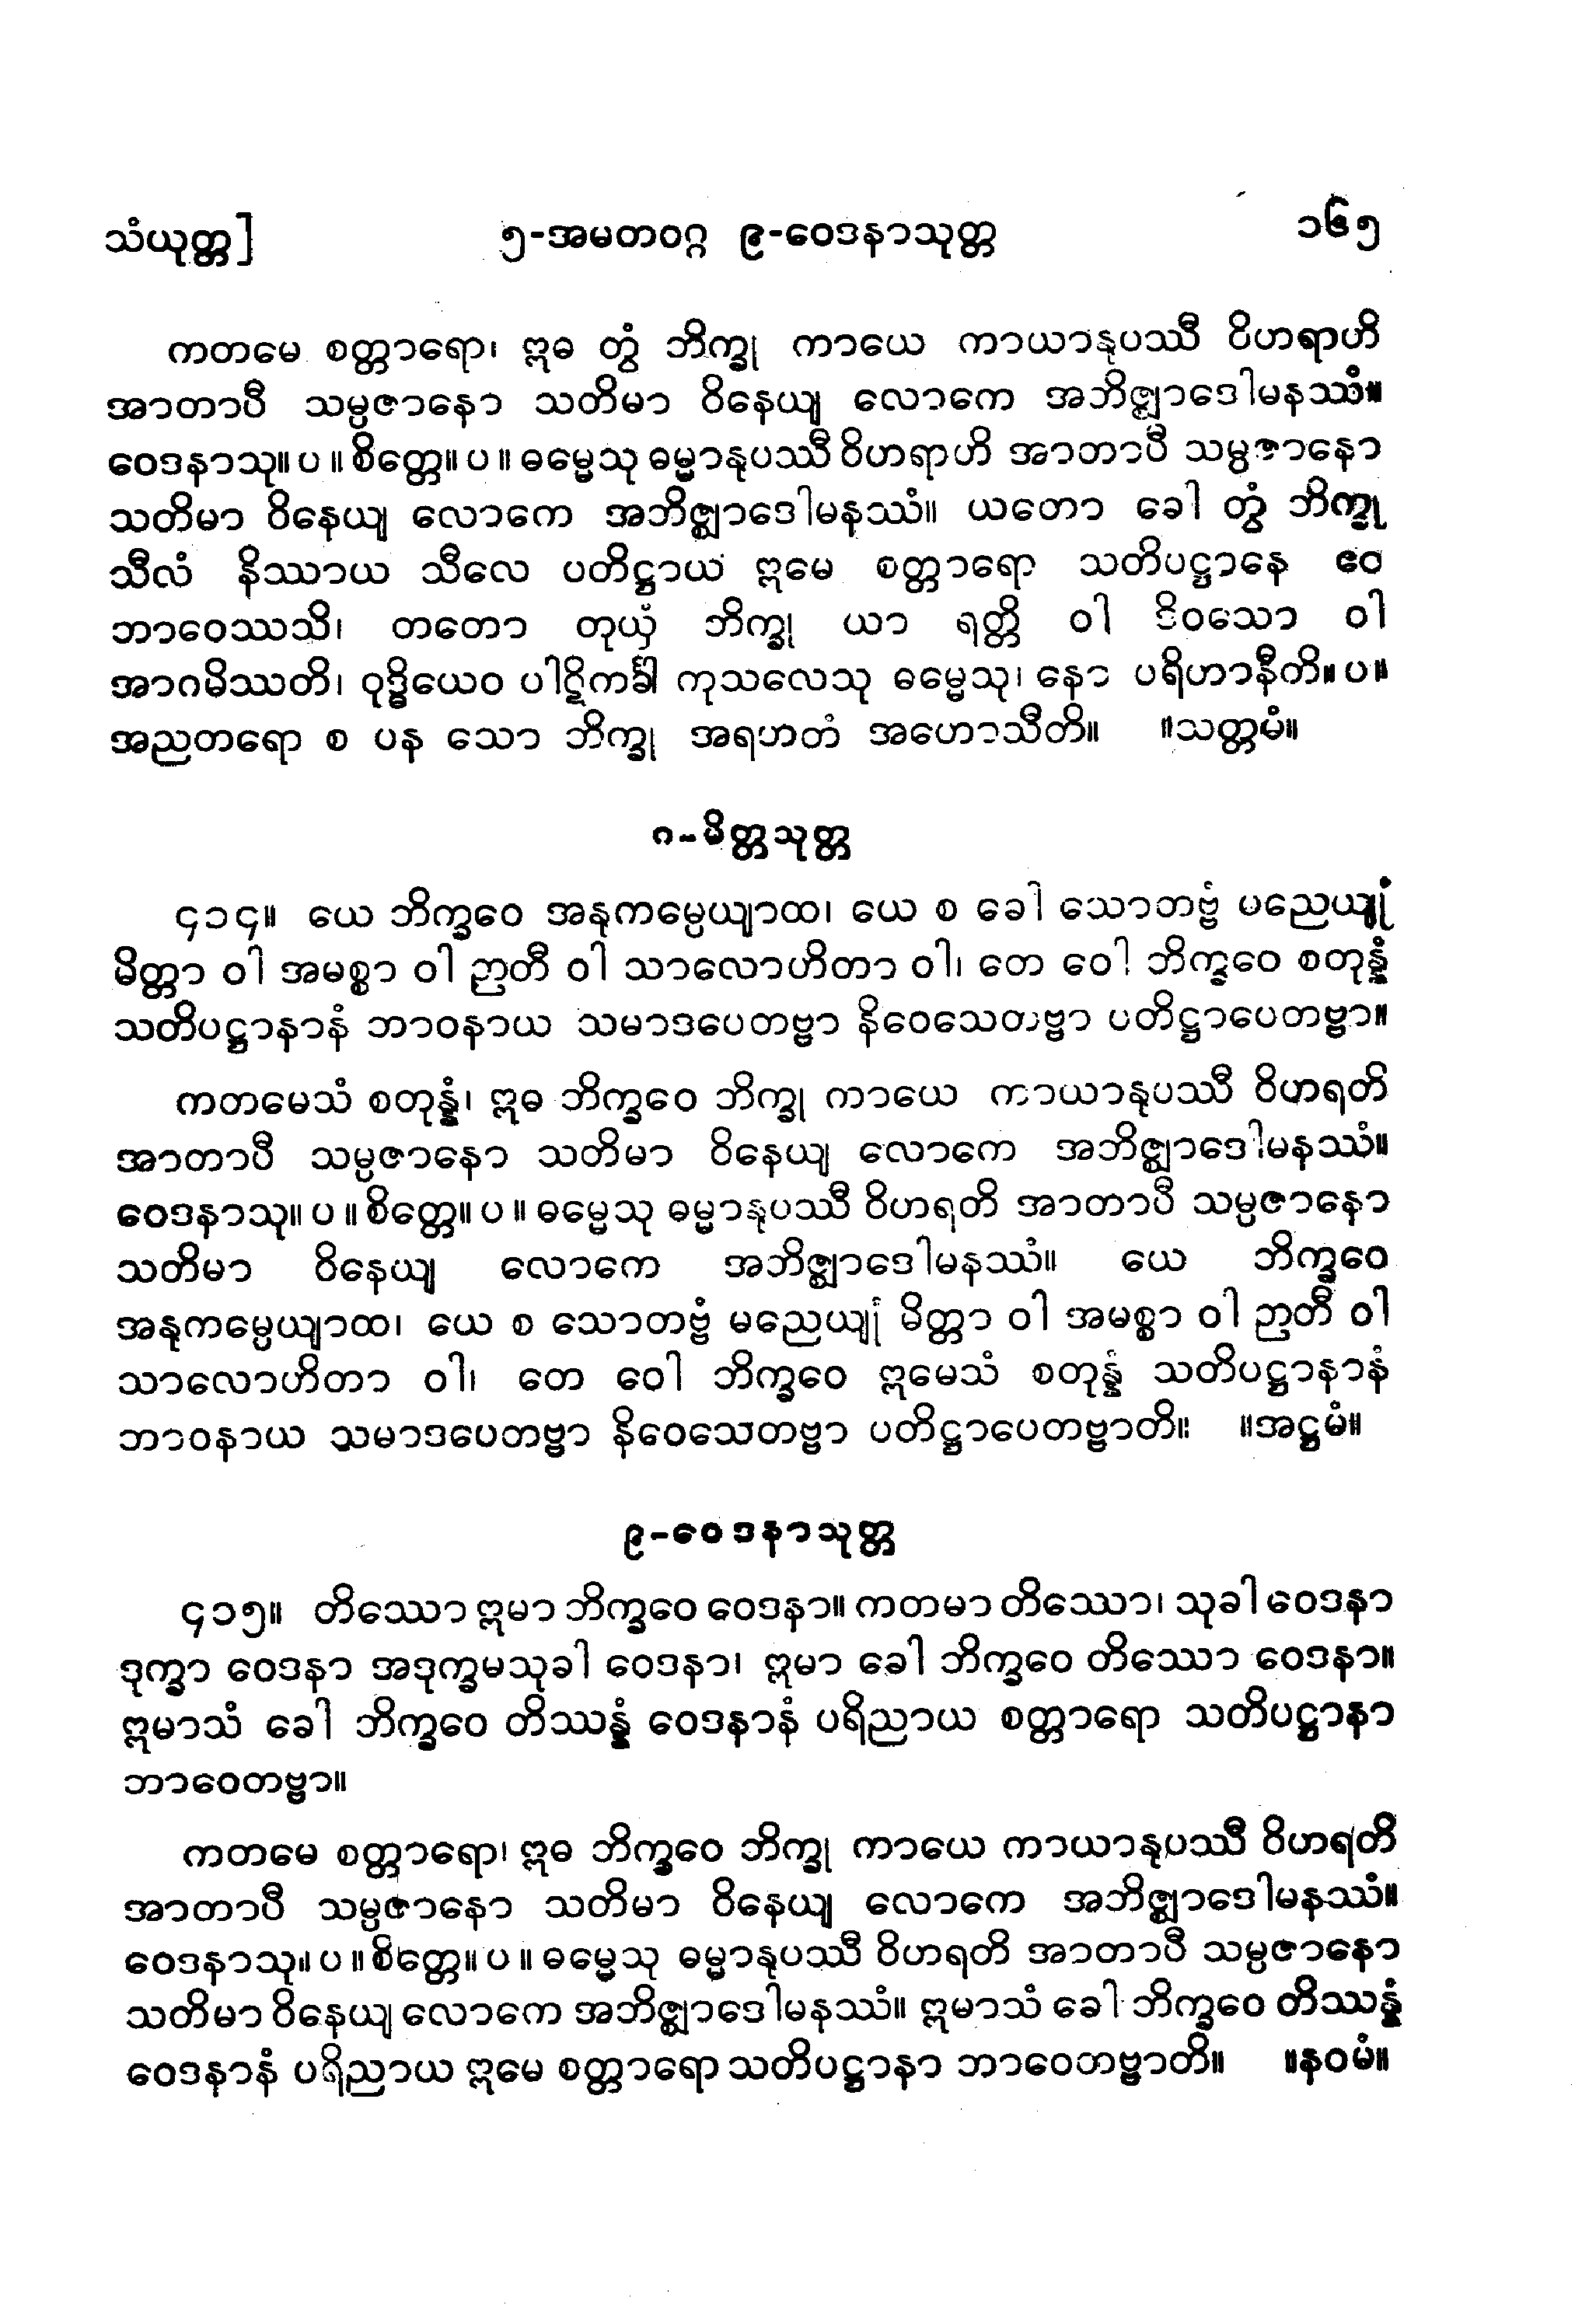 သံယုတ္တ] ၅-အမတဝဂ္ဂ ၉-ဝေဒနာသုတ္တ ၁၆၅
ကတမေ စတ္တာရော၊ ဣဓ တွံ ဘိက္ခု ကာယေ ကာယာနုပဿီ ဝိဟရာဟိ
အာတာပီ သမ္ပဇာနော သတိမာ ဝိနေယျ လောကေ အဘိဇ္ဈာဒေါမနဿံ။
ဝေဒနာသု။ ပ ။ စိတ္တေ။ ပ ။ ဓမ္မေသု ဓမ္မာနုပဿီ ဝိဟရာဟိ အာတာပီ သမ္ပဇာနော
သတိမာ ဝိနေယျ လောကေ အဘိဇ္ဈာဒေါမနဿံ။ ယတော ခေါ တွံ ဘိက္ခု
သီလံ နိဿာယ သီလေ ပတိဋ္ဌာယ ဣမေ စတ္တာရော သတိပဋ္ဌာနေ ဧဝ
ဘာဝေဿသိ၊ တတော တုယှံ ဘိက္ခု ယာ ရတ္တိ ဝါ ဒိဝသော ဝါ
အာဂမိဿတိ၊ ဝုဒ္ဓိယေဝ ပါဋိကင်္ခါ ကုသလေသု ဓမ္မေသု၊ နော ပရိဟာနီတိ။ ပ။
အညတရော စ ပန သော ဘိက္ခု အရဟတံ အဟောသီတိ။ ။သတ္တမံ။
၈-မိတ္တသုတ္တ
၄၁၄။ ယေ ဘိက္ခဝေ အနုကမ္ပေယျာထ၊ ယေ စ ခေါ သောတဗ္ဗံ မညေယျုံ
မိတ္တာ ဝါ အမစ္စာ ဝါ ဉာတီ ဝါ သာလောဟိတာ ဝါ၊ တေ ဝေါ ဘိက္ခဝေ စတုန္နံ
သတိပဋ္ဌာနာနံ ဘာဝနာယ သမာဒပေတဗ္ဗာ နိဝေသေတဗ္ဗာ ပတိဋ္ဌာပေတဗ္ဗာ။
ကတမေသံ စတုန္နံ၊ ဣဓ ဘိက္ခဝေ ဘိက္ခု ကာယေ ကာယာနုပဿီ ဝိဟရတိ
အာတာပီ သမ္ပဇာနော သတိမာ ဝိနေယျ လောကေ အဘိဇ္ဈာဒေါမနဿံ။
ဝေဒနာသု။ ပ ။ စိတ္တေ။ ပ ။ ဓမ္မေသု ဓမ္မာနုပဿီ ဝိဟရတိ အာတာပီ သမ္ပဇာနော
သတိမာ ဝိနေယျ လောကေ အဘိဇ္ဈာဒေါမနဿံ။ ယေ ဘိက္ခဝေ
အနုကမ္ပေယျာထ၊ ယေ စ သောတဗ္ဗံ မညေယျုံ မိတ္တာ ဝါ အမစ္စာ ဝါ ဉာတီ ဝါ
သာလောဟိတာ ဝါ၊ တေ ဝေါ ဘိက္ခဝေ ဣမေသံ စတုန္နံ သတိပဋ္ဌာနာနံ
ဘာဝနာယ သမာဒပေတဗ္ဗာ နိဝေသေတဗ္ဗာ ပတိဋ္ဌာပေတဗ္ဗာတိ။ ။အဋ္ဌမံ။
၉-ဝေဒနာသုတ္တ
၄၁၅။ တိဿော ဣမာ ဘိက္ခဝေ ဝေဒနာ။ ကတမာ တိဿော၊ သုခါ ဝေဒနာ
ဒုက္ခာ ဝေဒနာ အဒုက္ခမသုခါ ဝေဒနာ၊ ဣမာ ခေါ ဘိက္ခဝေ တိဿော ဝေဒနာ။
ဣမာသံ ခေါ ဘိက္ခဝေ တိဿန္နံ ဝေဒနာနံ ပရိညာယ စတ္တာရော သတိပဋ္ဌာနာ
ဘာဝေတဗ္ဗာ။
ကတမေ စတ္တာရော၊ ဣဓ ဘိက္ခဝေ ဘိက္ခု ကာယေ ကာယာနုပဿီ ဝိဟရတိ
အာတာပီ သမ္ပဇာနော သတိမာ ဝိနေယျ လောကေ အဘိဇ္ဈာဒေါမနဿံ။
ဝေဒနာသု။ ပ ။ စိတ္တေ။ ပ ။ ဓမ္မေသု ဓမ္မာနုပဿီ ဝိဟရတိ အာတာပီ သမ္ပဇာနော
သတိမာ ဝိနေယျ လောကေ အဘိဇ္ဈာဒေါမနဿံ။ ဣမာသံ ခေါ ဘိက္ခဝေ တိဿန္နံ
ဝေဒနာနံ ပရိညာယ ဣမေ စတ္တာရော သတိပဋ္ဌာနာ ဘာဝေတဗ္ဗာတိ။ ။နဝမံ။